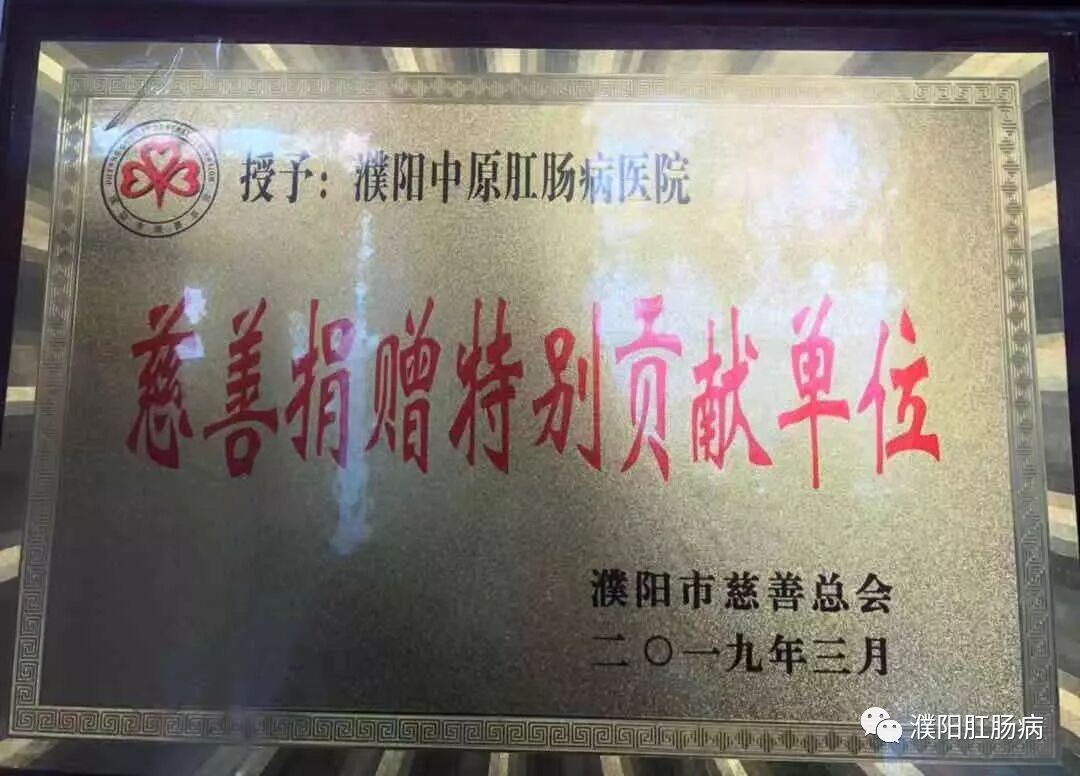 授予：濮阳中原肛肠病医院
慈善捐赠特别贡献单位
濮阳市慈善总会
二〇一九年三月
濮阳肛肠病